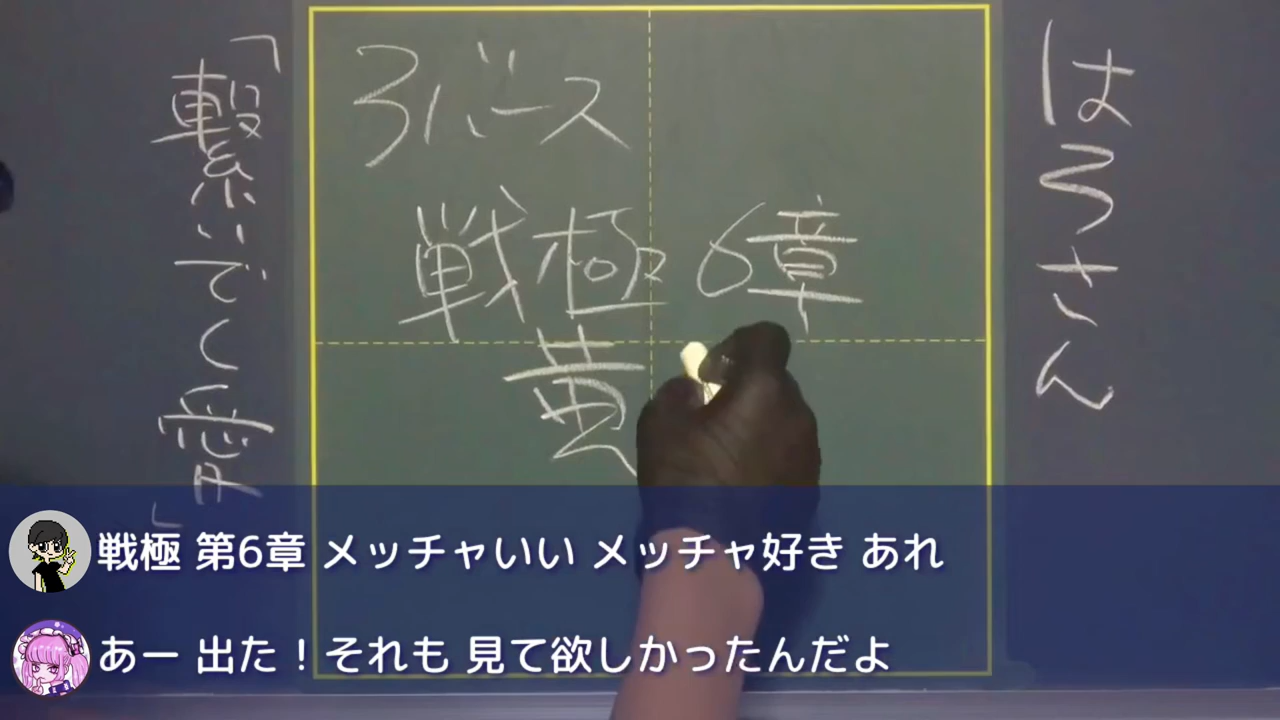 はろさん
3バース
戦極6章
黄
「繋いでく愛」
戦極 第6章 メッチャいい メッチャ好き あれ
あー 出た！それも 見て欲しかったんだよ